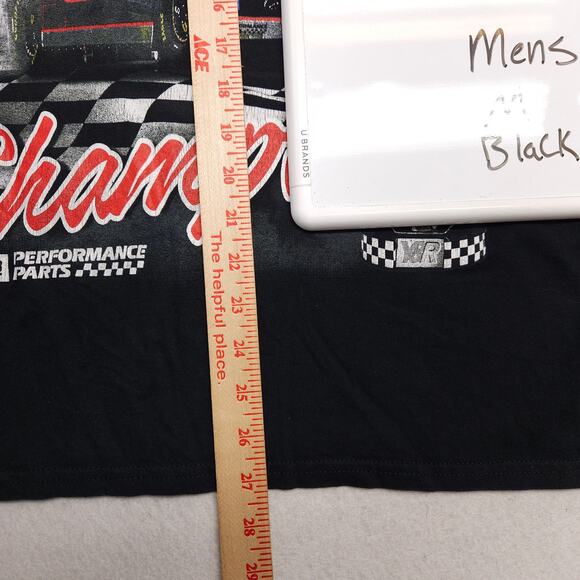 Mens
M
Black
U BRANDS
Champ
PERFORMANCE
PARTS
XR
ACE
The helpful place.
16
17
18
19
20
21
22
23
24
25
26
27
28
29